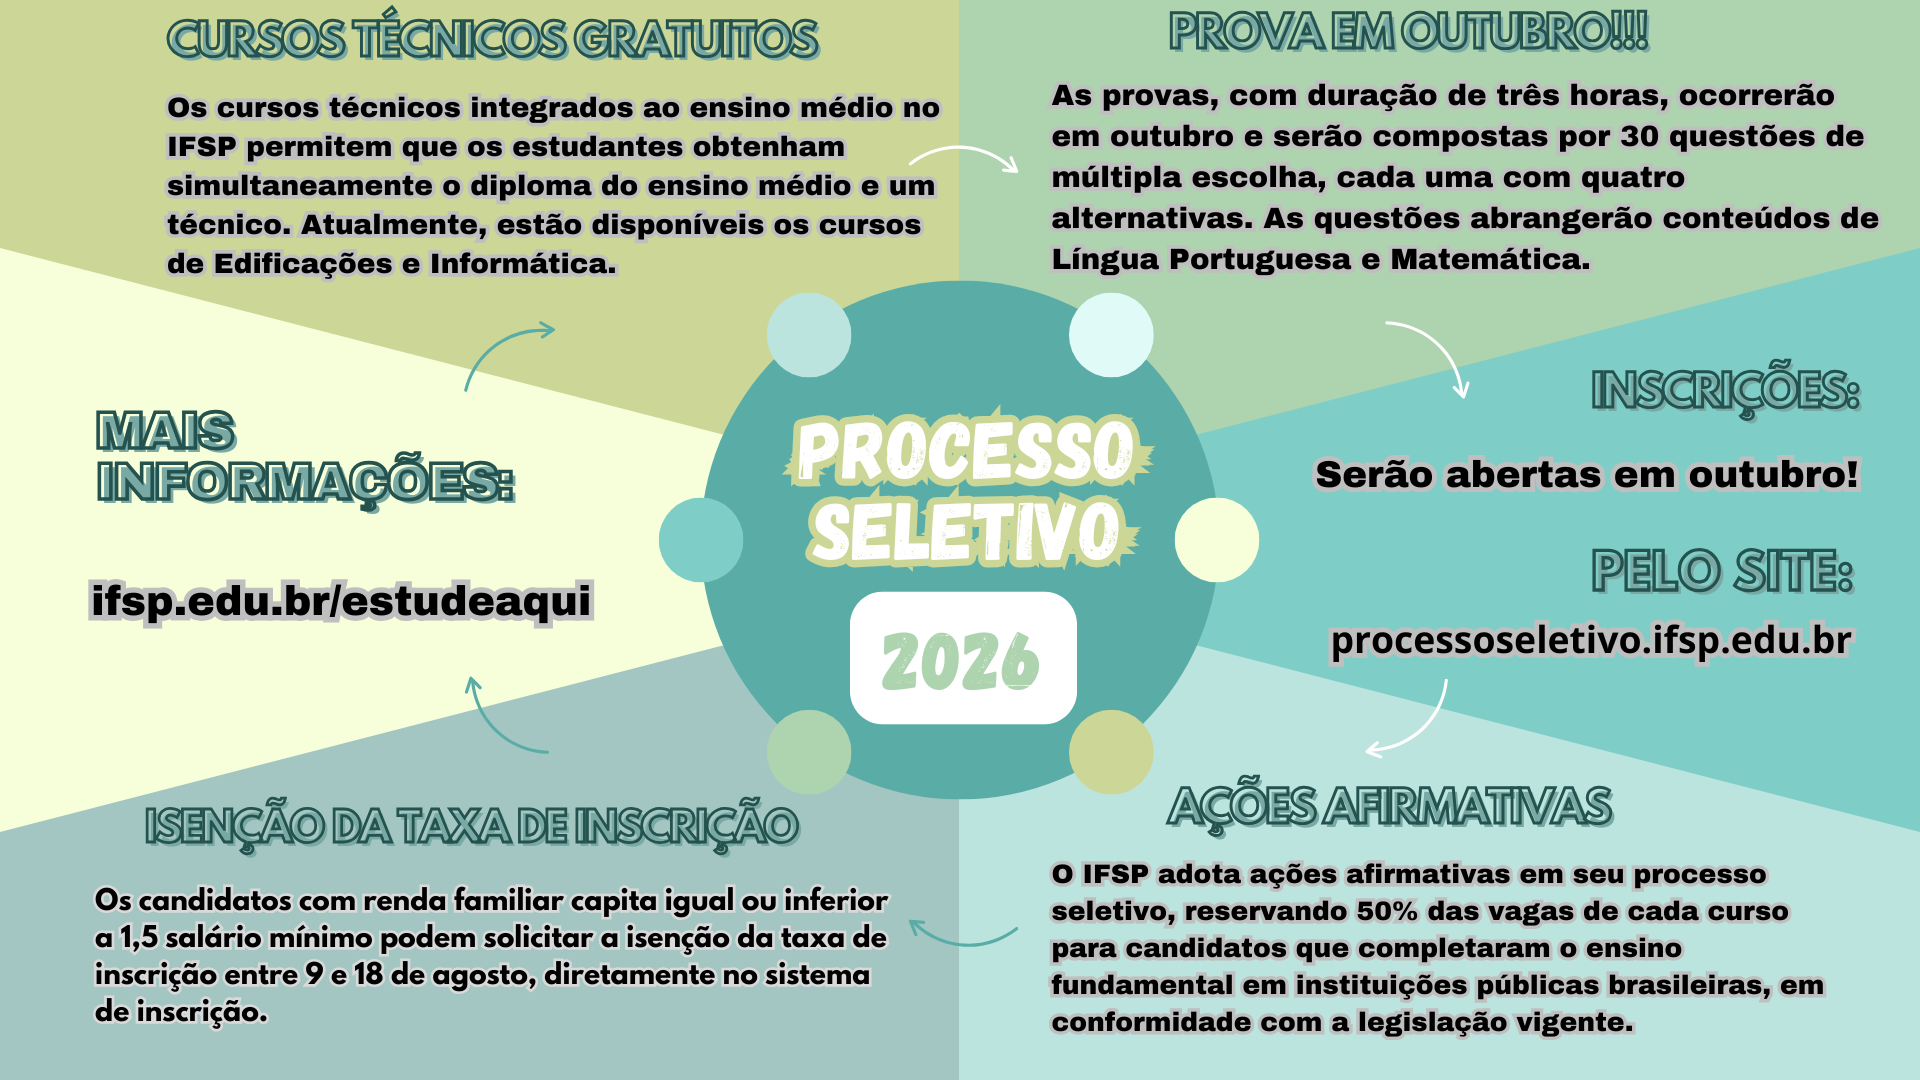 CURSOS TÉCNICOS GRATUITOS
Os cursos técnicos integrados ao ensino médio no
IFSP permitem que os estudantes obtenham
simultaneamente o diploma do ensino médio e um
técnico. Atualmente, estão disponíveis os cursos
de Edificações e Informática.
PROVA EM OUTUBRO!!!
As provas, com duração de três horas, ocorrerão
em outubro e serão compostas por 30 questões de
múltipla escolha, cada uma com quatro
alternativas. As questões abrangerão conteúdos de
Língua Portuguesa e Matemática.
INSCRIÇÕES:
Serão abertas em outubro!
PELO SITE:
processoseletivo.ifsp.edu.br
AÇÕES AFIRMATIVAS
O IFSP adota ações afirmativas em seu processo
seletivo, reservando 50% das vagas de cada curso
para candidatos que completaram o ensino
fundamental em instituições públicas brasileiras, em
conformidade com a legislação vigente.
ISENÇÃO DA TAXA DE INSCRIÇÃO
Os candidatos com renda familiar capita igual ou inferior
a 1,5 salário mínimo podem solicitar a isenção da taxa de
inscrição entre 9 e 18 de agosto, diretamente no sistema
de inscrição.
MAIS
INFORMAÇÕES:
ifsp.edu.br/estudeaqui
PROCESSO
SELETIVO
2026